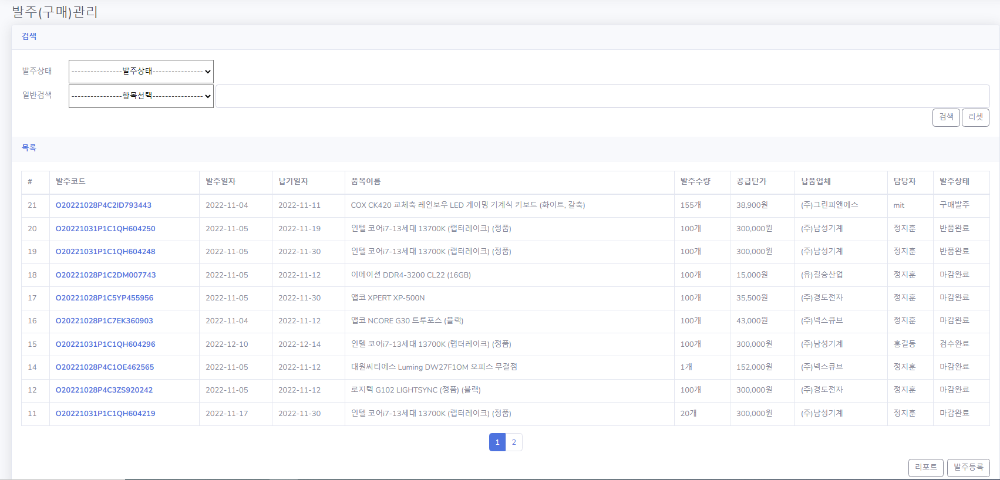 발주(구매)관리
검색
발주상태 ----------------발주상태----------------
일반검색 ----------------항목선택----------------
검색 리셋
목록
# 발주코드 발주일자 납기일자 품목이름 발주수량 공급단가 납품업체 담당자 발주상태
21 O20221028P4C2ID793443 2022-11-04 2022-11-11 COX CK420 교체축 레인보우 LED 게이밍 기계식 키보드 (화이트, 갈축) 155개 38,900원 (주)그린피앤에스 mit 구매발주
20 O20221031P1C1QH604250 2022-11-05 2022-11-19 인텔 코어i7-13세대 13700K (랩터레이크) (정품) 100개 300,000원 (주)남성기계 정지훈 반품완료
19 O20221031P1C1QH604248 2022-11-05 2022-11-30 인텔 코어i7-13세대 13700K (랩터레이크) (정품) 100개 300,000원 (주)남성기계 정지훈 반품완료
18 O20221028P1C2DM007743 2022-11-05 2022-11-12 이메이션 DDR4-3200 CL22 (16GB) 100개 15,000원 (유)길승산업 정지훈 마감완료
17 O20221028P1C5YP455956 2022-11-05 2022-11-30 앱코 XPERT XP-500N 100개 35,500원 (주)경도전자 정지훈 마감완료
16 O20221028P1C7EK360903 2022-11-04 2022-11-12 앱코 NCORE G30 트루포스 (블랙) 100개 43,000원 (주)넥스큐브 정지훈 마감완료
15 O20221031P1C1QH604296 2022-12-10 2022-12-14 인텔 코어i7-13세대 13700K (랩터레이크) (정품) 100개 300,000원 (주)남성기계 홍길동 검수완료
14 O20221028P4C1OE462565 2022-11-05 2022-11-12 대원씨티에스 Luming DW27F1OM 오피스 무결점 1개 152,000원 (주)넥스큐브 정지훈 마감완료
12 O20221028P4C3ZS920242 2022-11-05 2022-11-12 로지텍 G102 LIGHTSYNC (정품) (블랙) 100개 300,000원 (주)경도전자 정지훈 마감완료
11 O20221031P1C1QH604219 2022-11-17 2022-11-30 인텔 코어i7-13세대 13700K (랩터레이크) (정품) 20개 300,000원 (주)남성기계 정지훈 마감완료
1 2
리포트 발주등록